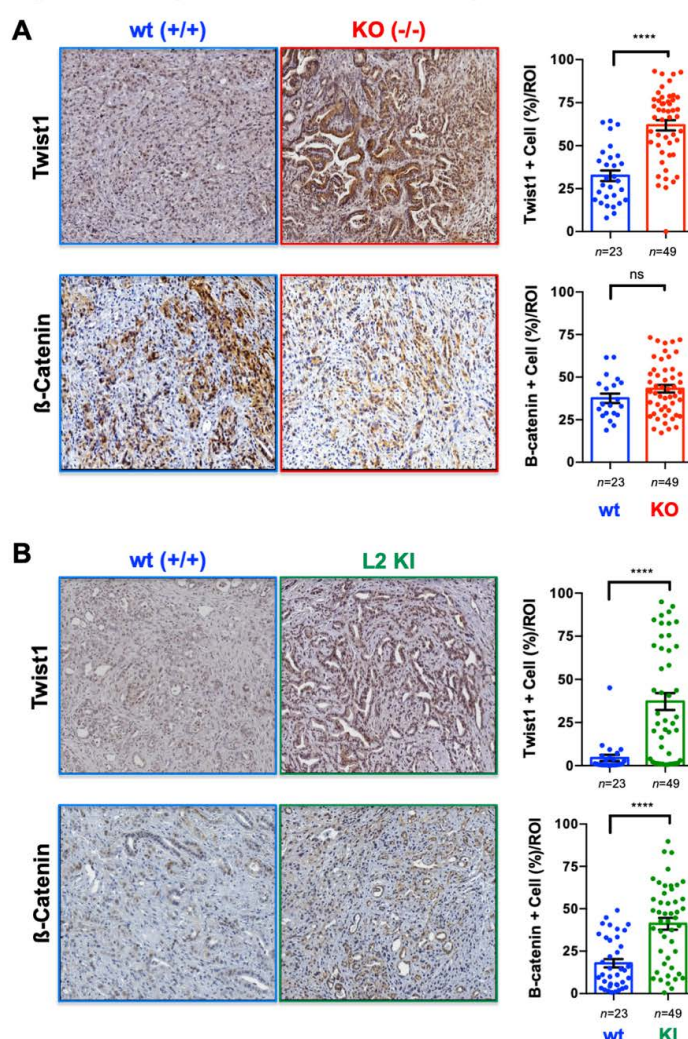 A
wt (+/+)
KO (-/-)
Twist1
ß-Catenin
Twist1 + Cell (%)/ROI
100
75
50
25
0
****
n=23
n=49
B-catenin + Cell (%)/ROI
100
75
50
25
0
ns
n=23
n=49
wt
KO
B
wt (+/+)
L2 KI
Twist1
ß-Catenin
Twist1 + Cell (%)/ROI
100
75
50
25
0
****
n=23
n=49
B-catenin + Cell (%)/ROI
100
75
50
25
0
****
n=23
n=49
wt
KI